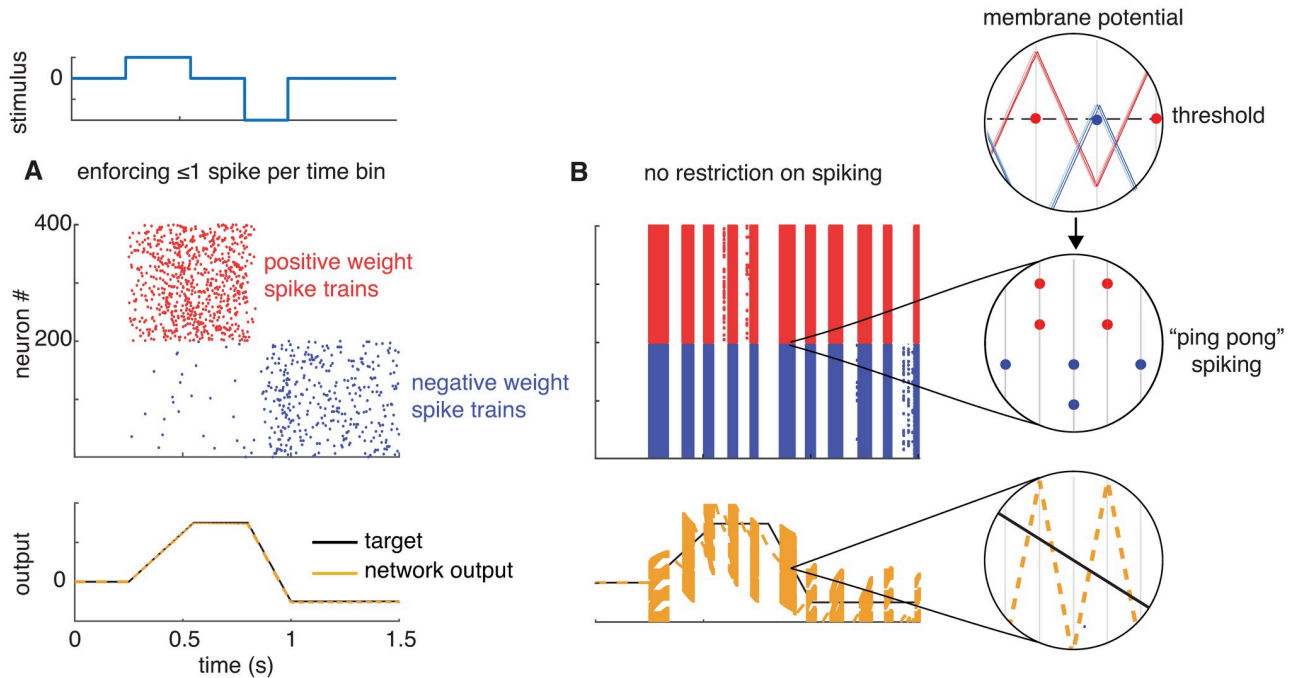 membrane potential
stimulus
0
threshold
A
enforcing ≤1 spike per time bin
B
no restriction on spiking
neuron #
400
200
positive weight
spike trains
negative weight
spike trains
“ping pong”
spiking
output
0
target
network output
0
0.5
1
1.5
time (s)